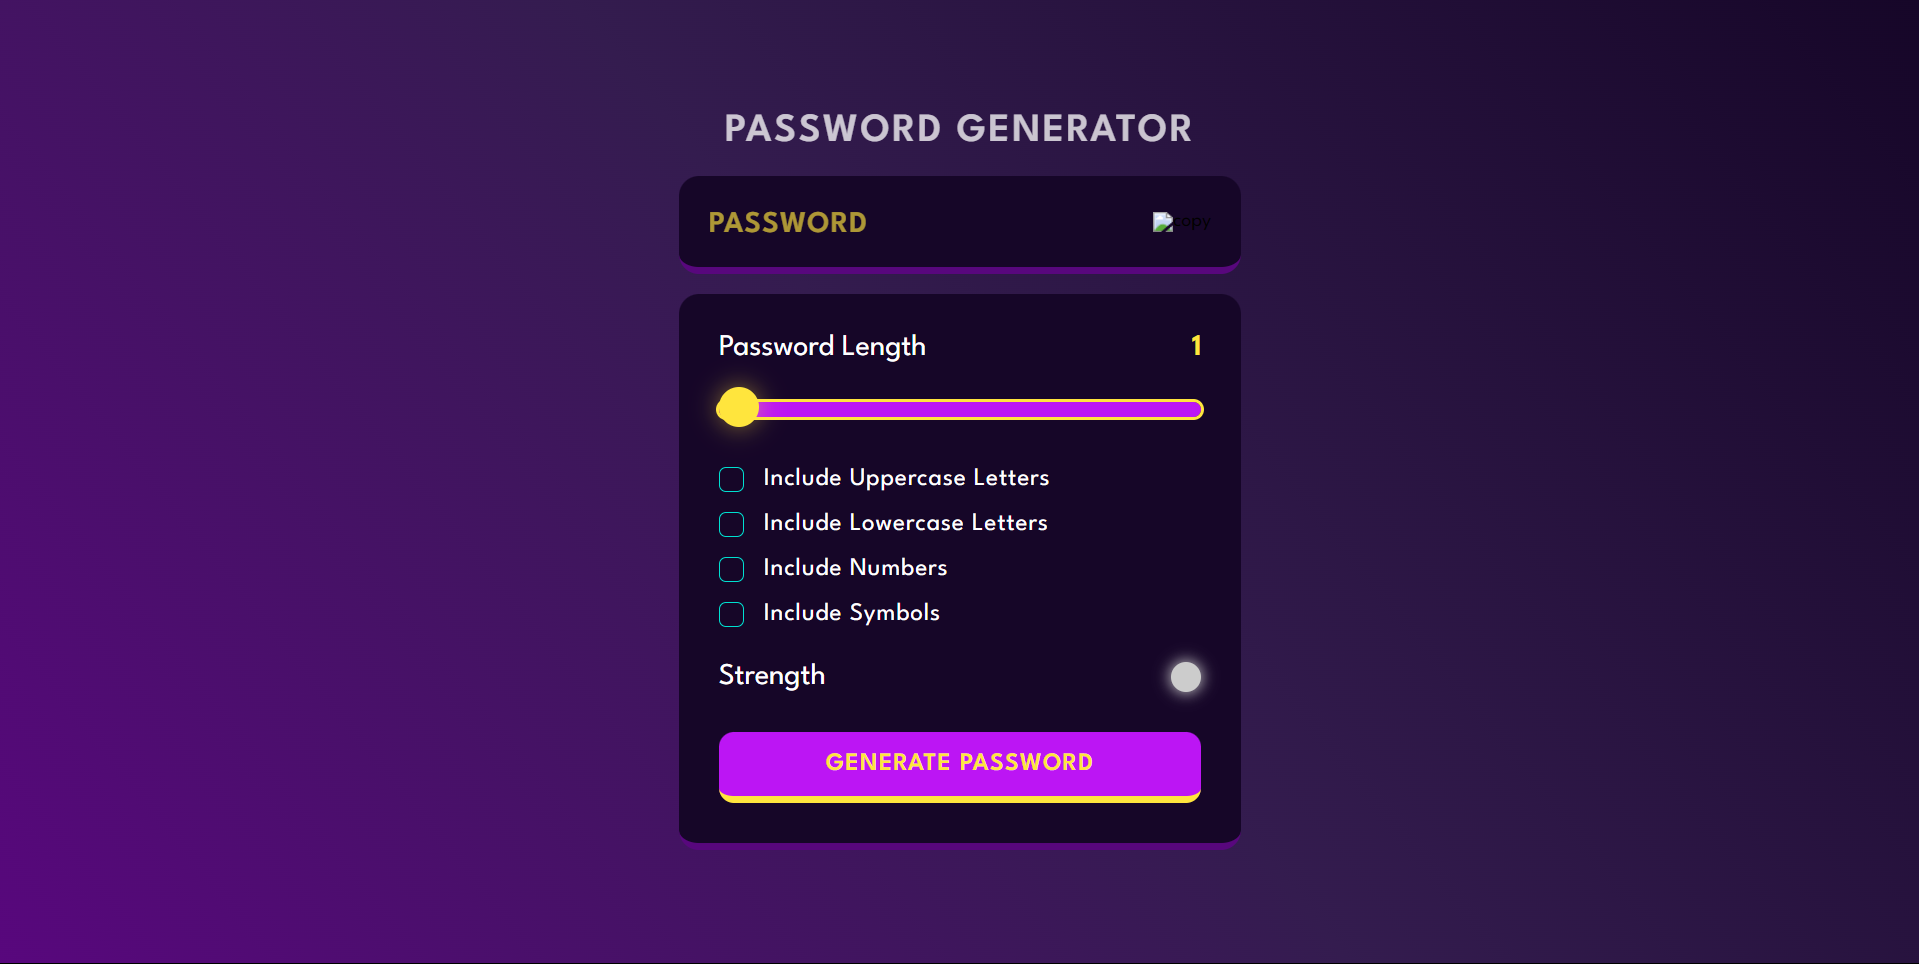 PASSWORD GENERATOR
PASSWORD
copy
Password Length
1
Include Uppercase Letters
Include Lowercase Letters
Include Numbers
Include Symbols
Strength
GENERATE PASSWORD